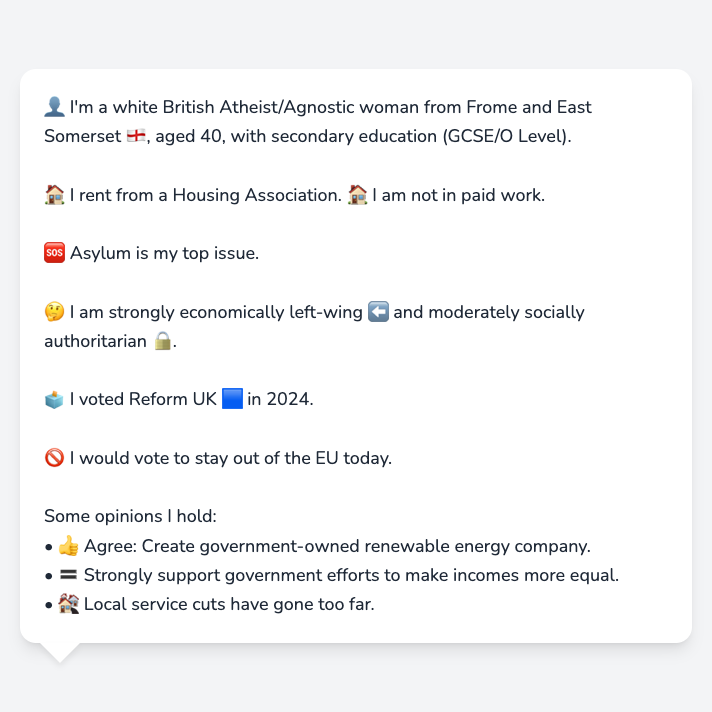 👤 I'm a white British Atheist/Agnostic woman from Frome and East
Somerset 🏴󠁧󠁢󠁥󠁮󠁧󠁿, aged 40, with secondary education (GCSE/O Level).
🏠 I rent from a Housing Association. 🏠 I am not in paid work.
🆘 Asylum is my top issue.
🤔 I am strongly economically left-wing ⬅️ and moderately socially
authoritarian 🔒.
🗳️ I voted Reform UK 🟦 in 2024.
🚫 I would vote to stay out of the EU today.
Some opinions I hold:
• 👍 Agree: Create government-owned renewable energy company.
• 🟰 Strongly support government efforts to make incomes more equal.
• 🏚️ Local service cuts have gone too far.